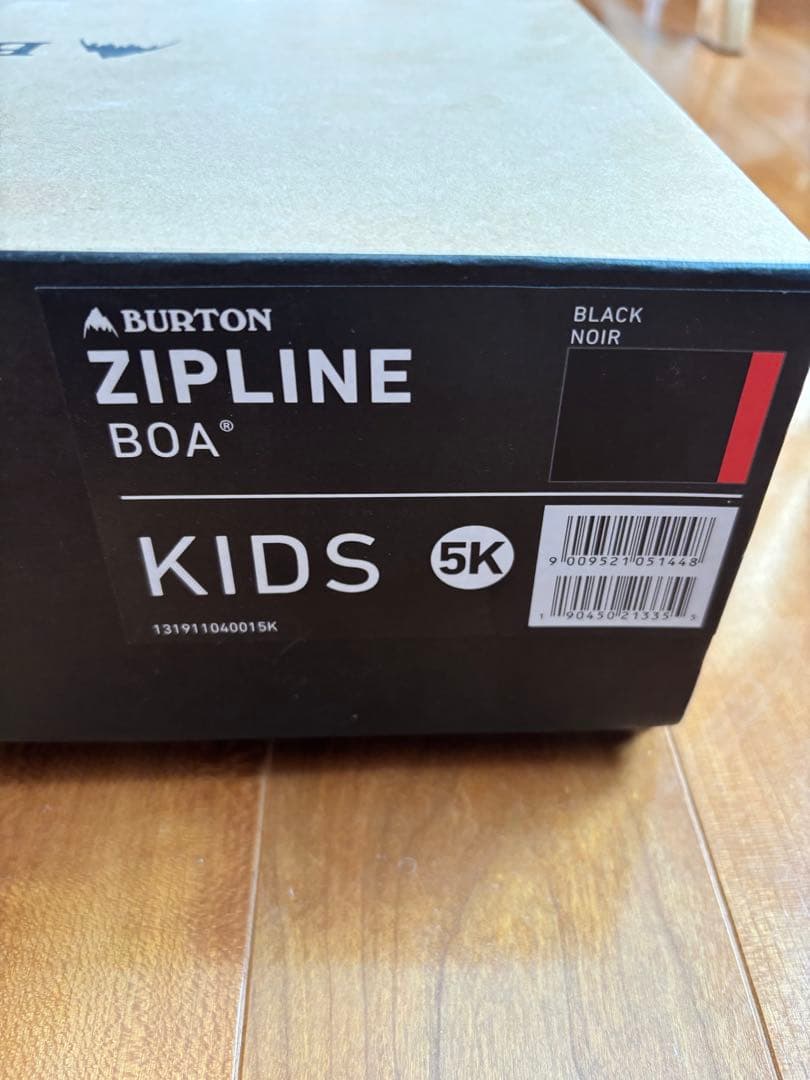 BURTON
ZIPLINE
BOA®
BLACK
NOIR
KIDS
5K
131911040015K
9 009521 051448
1 90450 21335 5